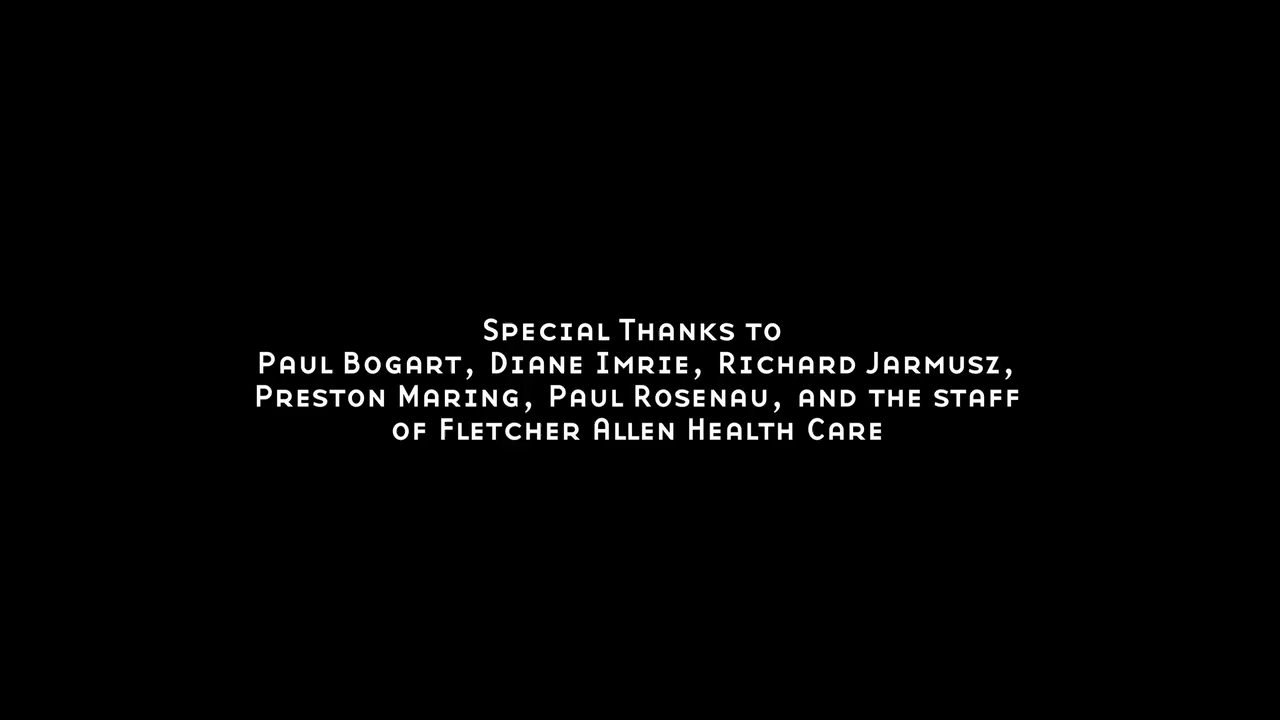 Special Thanks to
Paul Bogart, Diane Imrie, Richard Jarmusz,
Preston Maring, Paul Rosenau, and the staff
of Fletcher Allen Health Care